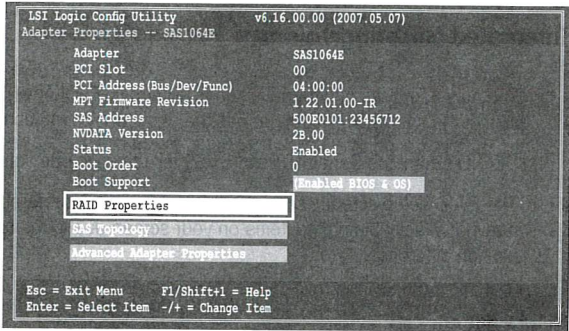 LSI Logic Config Utility v6.16.00.00 (2007.05.07)
Adapter Properties -- SAS1064E
Adapter SAS1064E
PCI Slot 00
PCI Address(Bus/Dev/Func) 04:00:00
MPT Firmware Revision 1.22.01.00-IR
SAS Address 500E0101:23456712
NVDATA Version 2B.00
Status Enabled
Boot Order 0
Boot Support (Enabled BIOS & OS)
RAID Properties
SAS Topology
Advanced Adapter Properties
Esc = Exit Menu F1/Shift+1 = Help
Enter = Select Item -/+ = Change Item